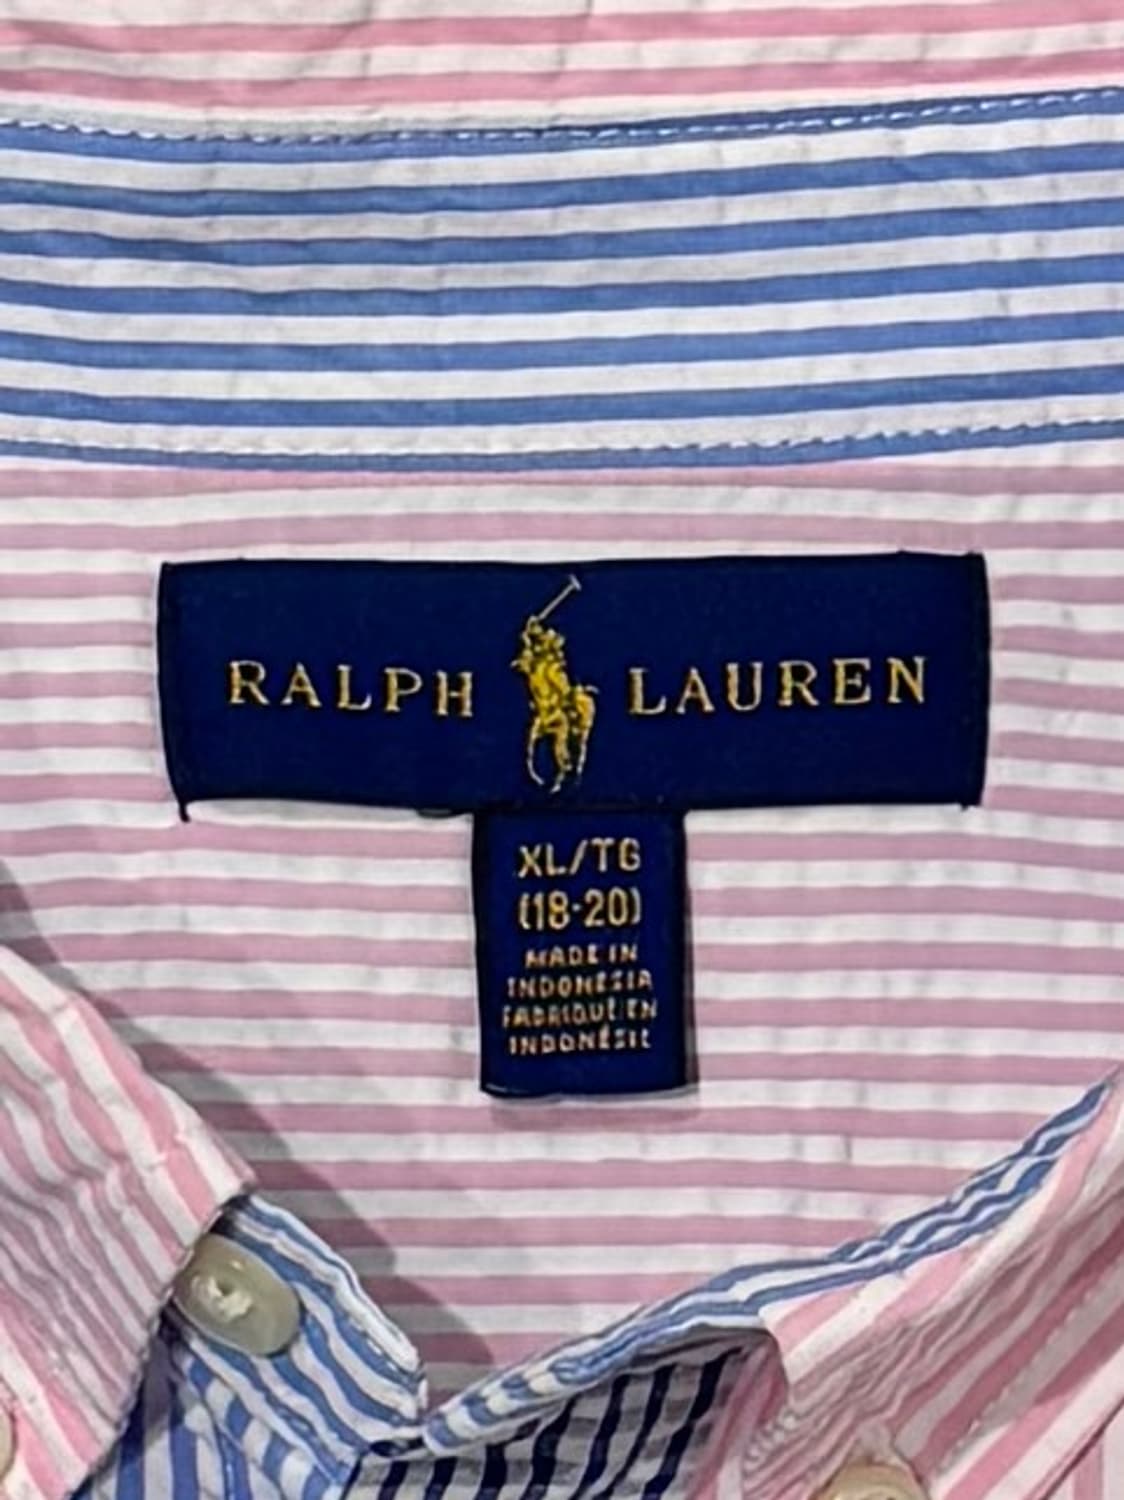 RALPH LAUREN
XL/TG
(18-20)
MADE IN
INDONESIA
FABRIQUÉ EN
INDONÉSIE